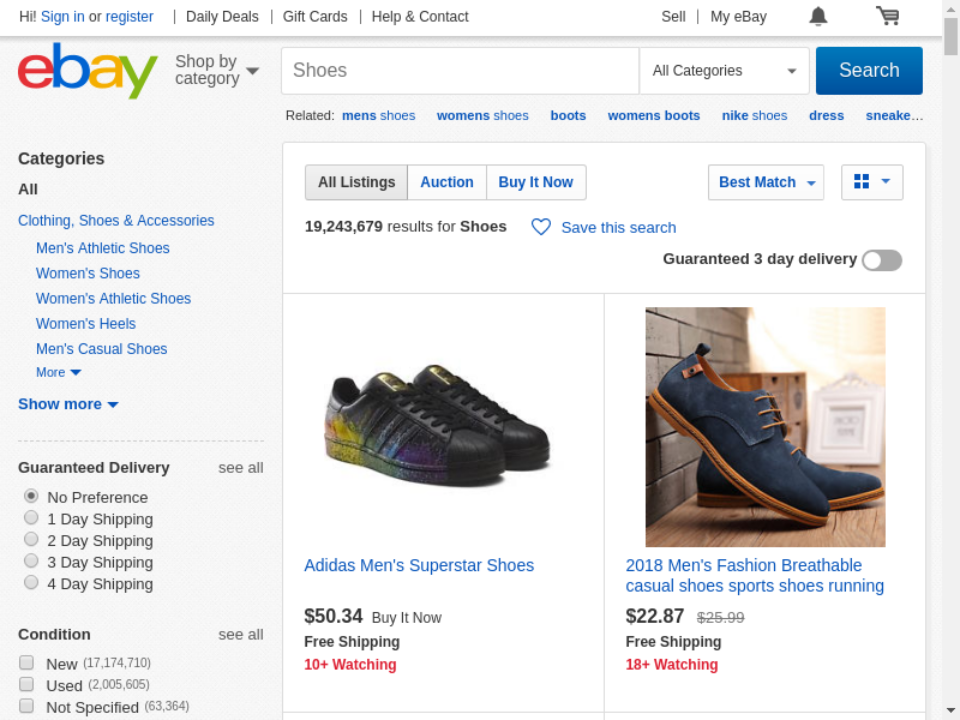 Hi! Sign in or register | Daily Deals | Gift Cards | Help & Contact Sell | My eBay
ebay
Shop by
category
Shoes All Categories Search
Related: mens shoes womens shoes boots womens boots nike shoes dress sneake…
Categories
All
Clothing, Shoes & Accessories
Men's Athletic Shoes
Women's Shoes
Women's Athletic Shoes
Women's Heels
Men's Casual Shoes
More
Show more
Guaranteed Delivery see all
No Preference
1 Day Shipping
2 Day Shipping
3 Day Shipping
4 Day Shipping
Condition see all
New (17,174,710)
Used (2,005,605)
Not Specified (63,364)
All Listings Auction Buy It Now Best Match
19,243,679 results for Shoes Save this search
Guaranteed 3 day delivery
Adidas Men's Superstar Shoes
$50.34 Buy It Now
Free Shipping
10+ Watching
2018 Men's Fashion Breathable
casual shoes sports shoes running
$22.87 $25.99
Free Shipping
18+ Watching